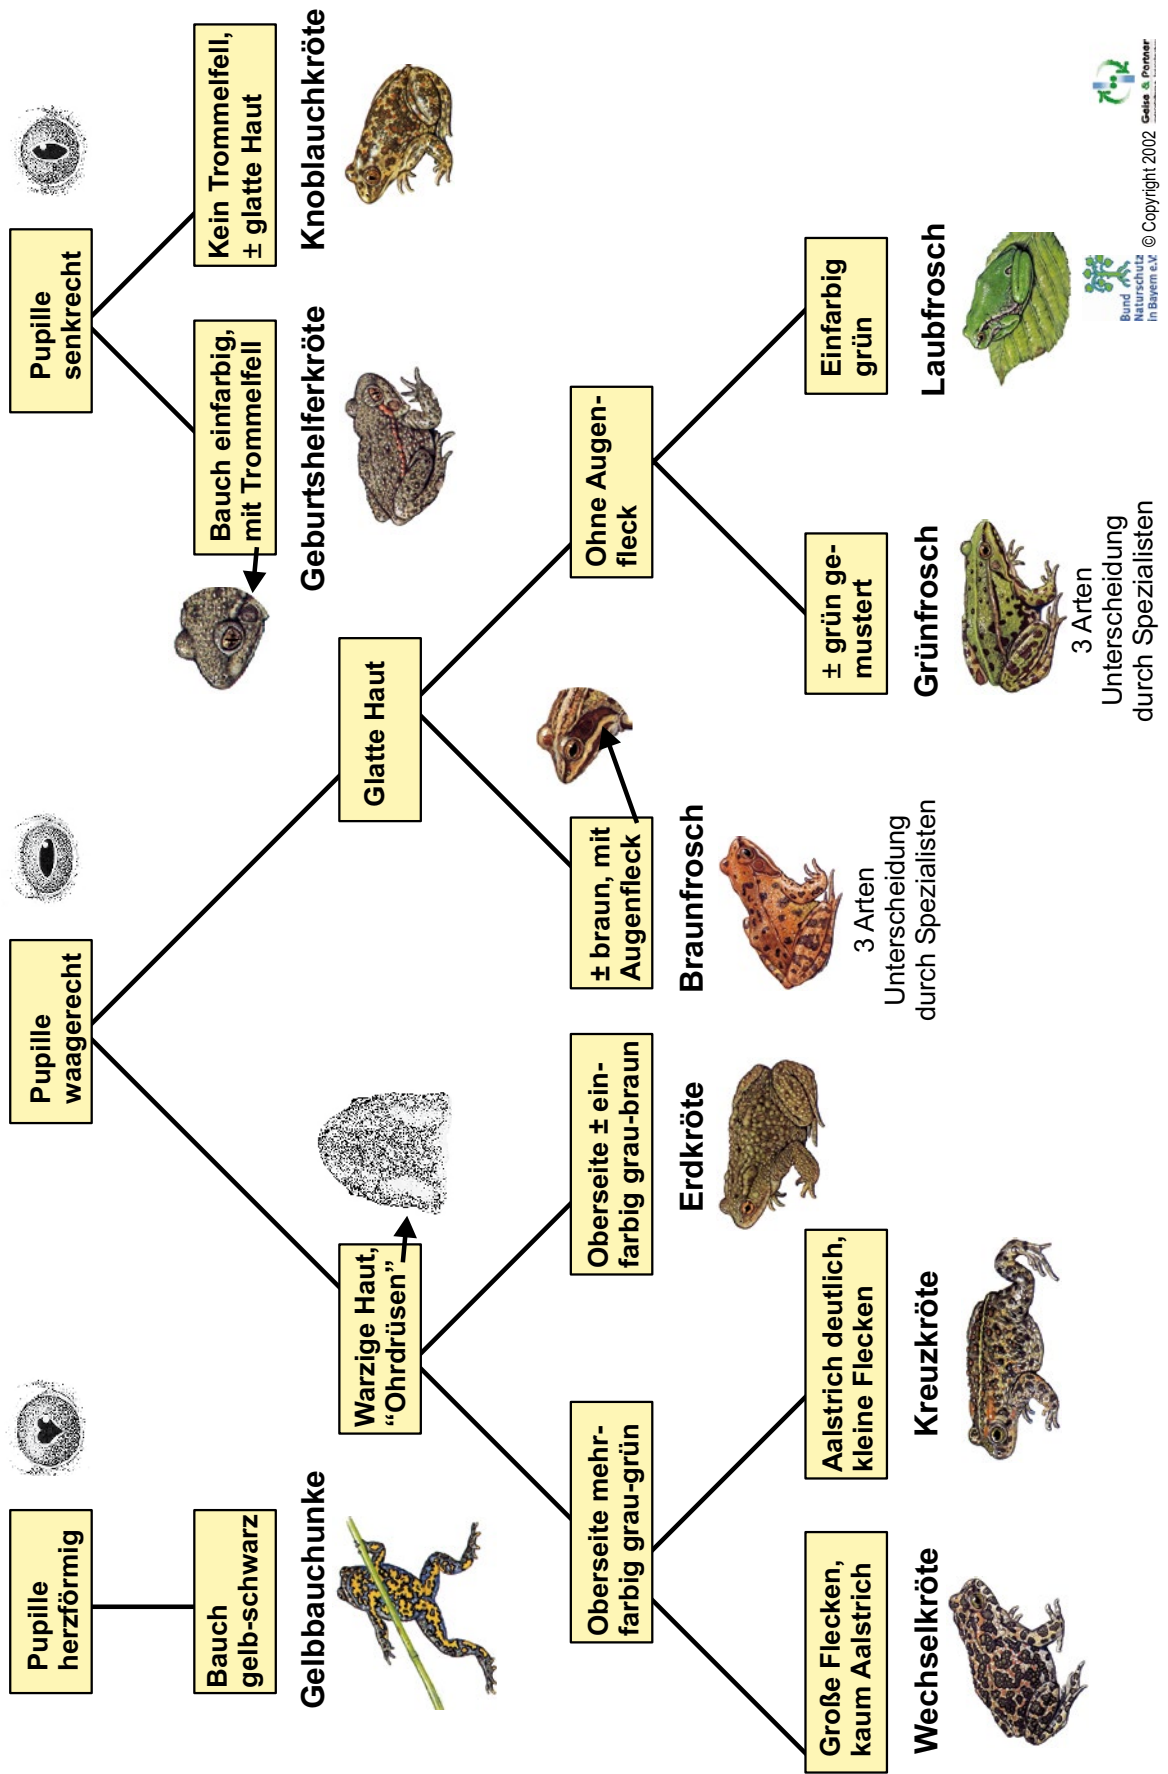 Pupille
herzförmig
Bauch
gelb-schwarz
Gelbbauchunke
Pupille
waagerecht
Warzige Haut,
“Ohrdrüsen”
Oberseite mehr-
farbig grau-grün
Große Flecken,
kaum Aalstrich
Wechselkröte
Aalstrich deutlich,
kleine Flecken
Kreuzkröte
Oberseite ± ein-
farbig grau-braun
Erdkröte
Glatte Haut
± braun, mit
Augenfleck
Braunfrosch
3 Arten
Unterscheidung
durch Spezialisten
Ohne Augen-
fleck
± grün ge-
mustert
Grünfrosch
3 Arten
Unterscheidung
durch Spezialisten
Einfarbig
grün
Laubfrosch
Pupille
senkrecht
Bauch einfarbig,
mit Trommelfell
Geburtshelferkröte
Kein Trommelfell,
± glatte Haut
Knoblauchkröte
Bund
Naturschutz
in Bayern e.V.
© Copyright 2002
Geise & Partner